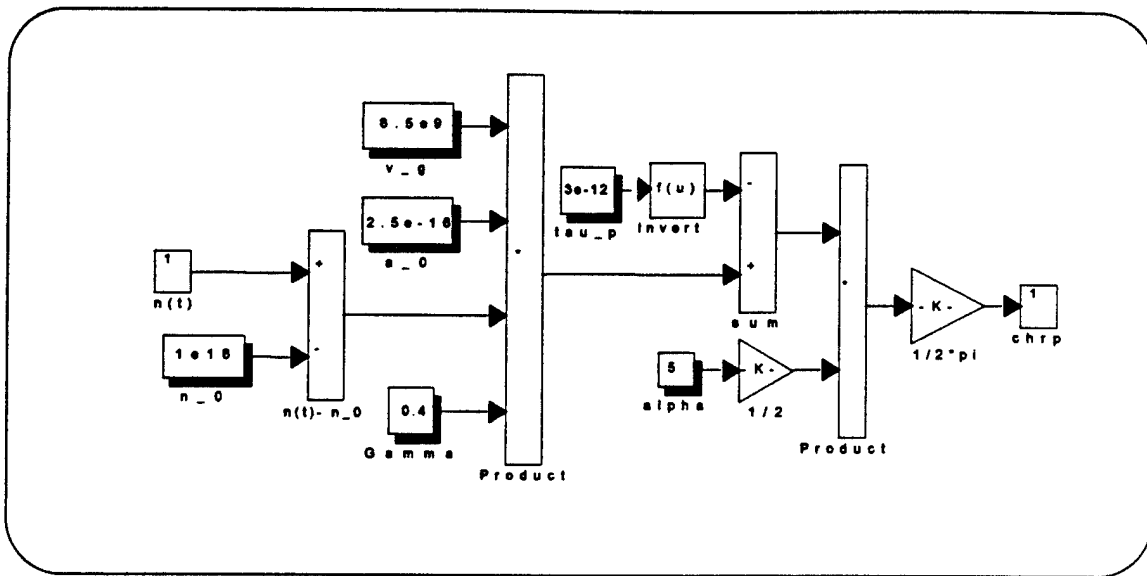 8.5e9
v_g
2.5e-16
a_0
1
n(t)
+
-
1e18
n_0
n(t)-n_0
0.4
Gamma
*
Product
3e-12
tau_p
f(u)
Invert
-
+
sum
5
alpha
-K-
1/2
*
Product
-K-
1/2*pi
1
chrp